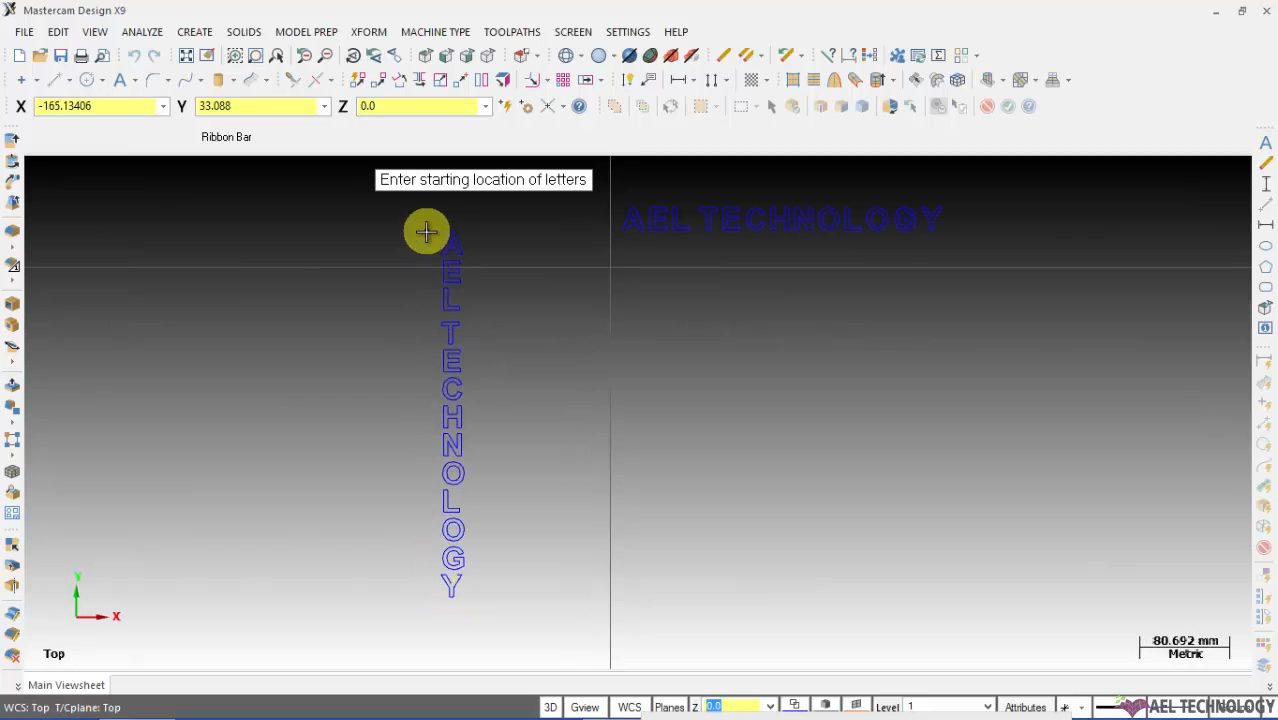 Mastercam Design X9
FILE EDIT VIEW ANALYZE CREATE SOLIDS MODEL PREP XFORM MACHINE TYPE TOOLPATHS SCREEN SETTINGS HELP
X -165.13406 Y 33.088 Z 0.0
Ribbon Bar
Enter starting location of letters
AEL TECHNOLOGY
A
E
L
T
E
C
H
N
O
L
O
G
Y
Y
X
Top
80.692 mm
Metric
Main Viewsheet
WCS: Top T/Cplane: Top 3D Gview WCS Planes Z 0.0 Level 1 Attributes
AEL TECHNOLOGY